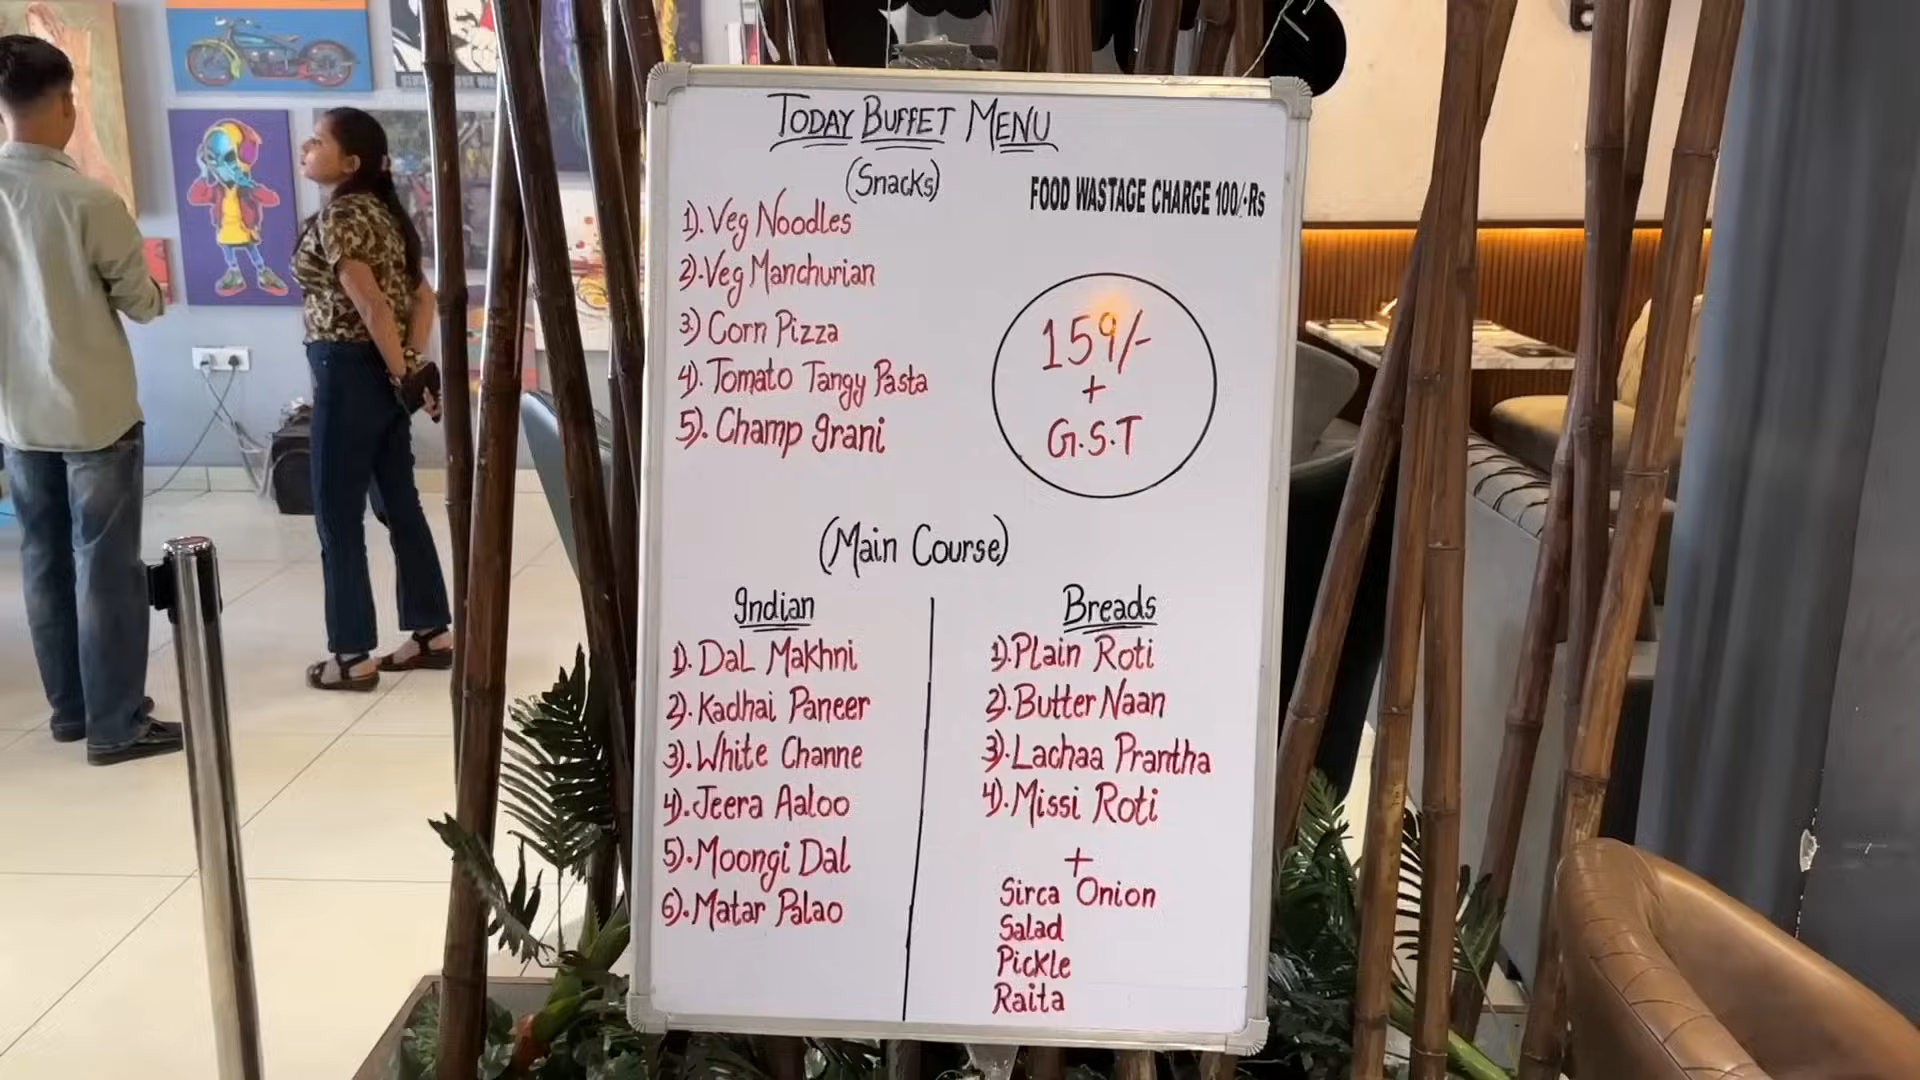 TODAY BUFFET MENU
(Snacks)
FOOD WASTAGE CHARGE 100/-Rs
1). Veg Noodles
2). Veg Manchurian
3) Corn Pizza
4). Tomato Tangy Pasta
5). Champ grani
159/-
+
G.S.T
(Main Course)
Indian
1). Dal Makhni
2). Kadhai Paneer
3). White Channe
4). Jeera Aaloo
5). Moongi Dal
6). Matar Palao
Breads
1). Plain Roti
2). Butter Naan
3). Lachaa Prantha
4). Missi Roti
+
Sirca Onion
Salad
Pickle
Raita